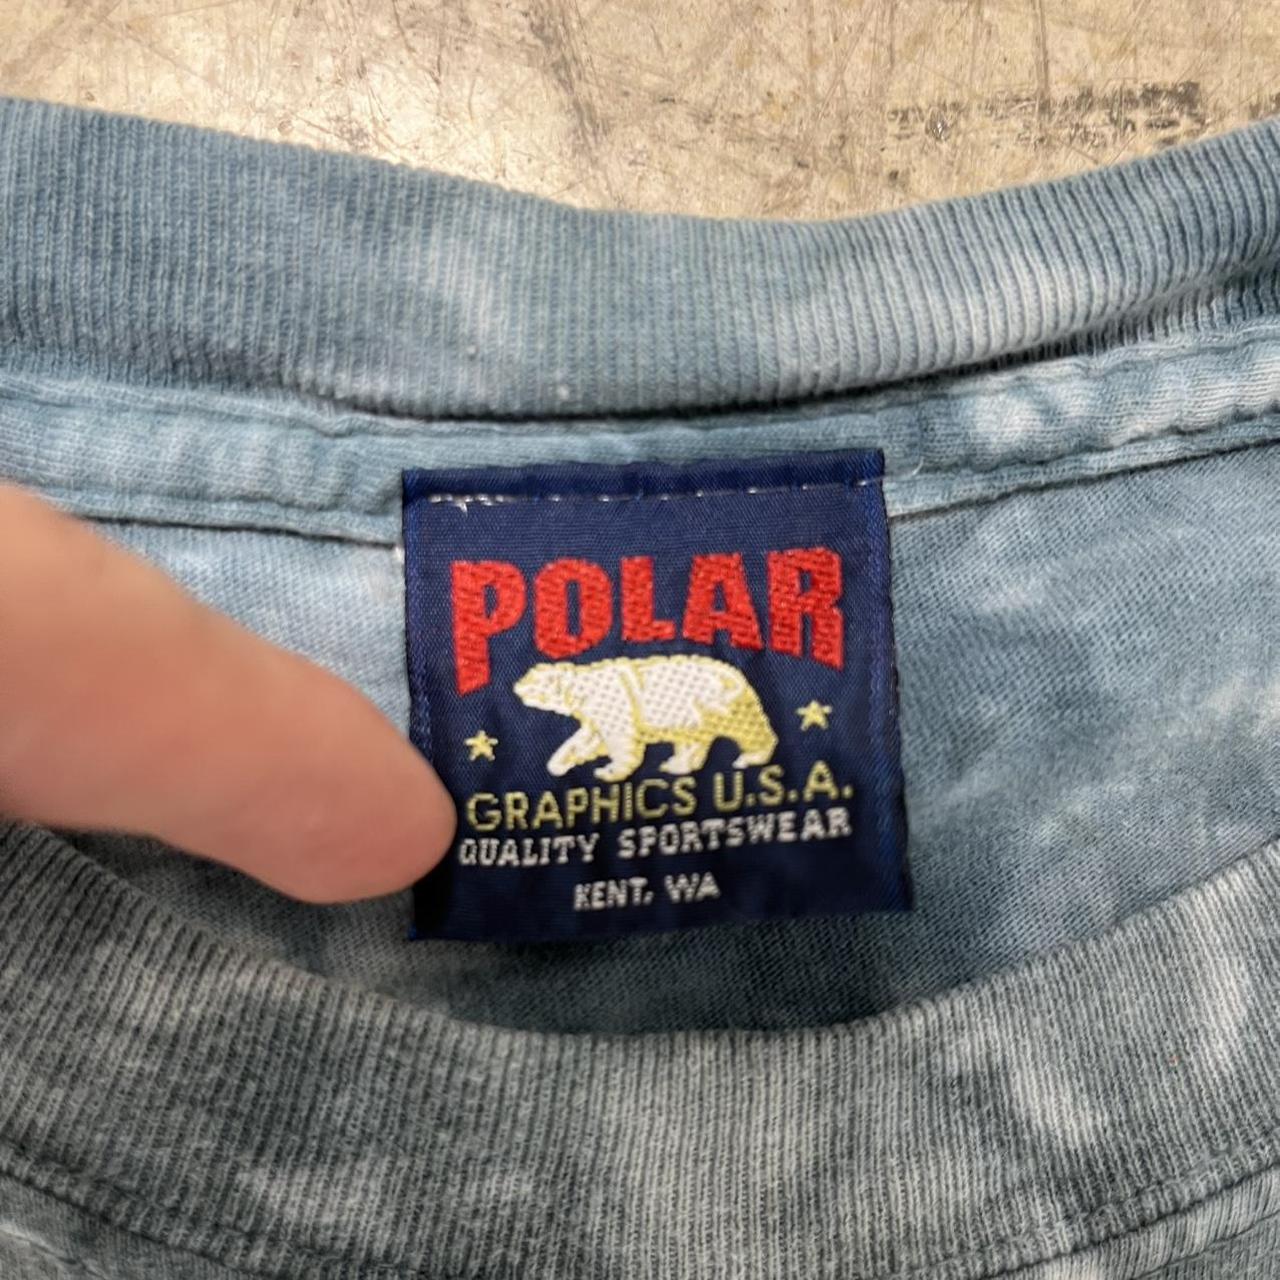 POLAR
GRAPHICS U.S.A.
QUALITY SPORTSWEAR
KENT, WA